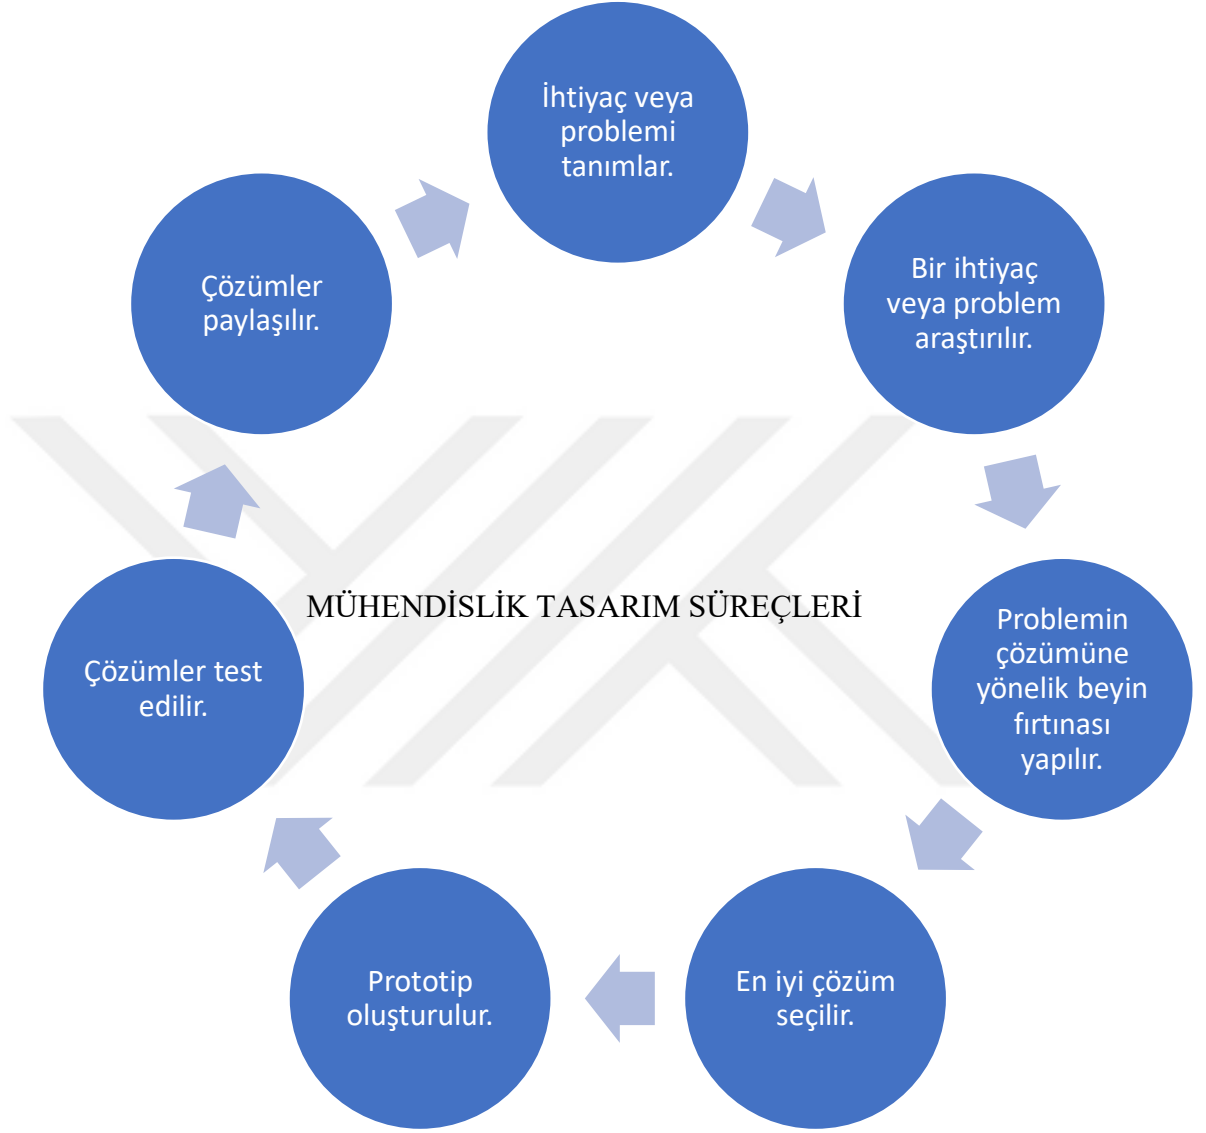 İhtiyaç veya
problemi
tanımlar.
Bir ihtiyaç
veya problem
araştırılır.
Problemin
çözümüne
yönelik beyin
fırtınası
yapılır.
En iyi çözüm
seçilir.
Prototip
oluşturulur.
Çözümler test
edilir.
Çözümler
paylaşılır.
MÜHENDİSLİK TASARIM SÜREÇLERİ